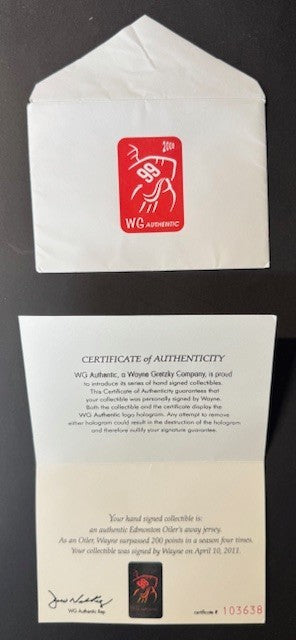 2001
99
WG AUTHENTIC
CERTIFICATE of AUTHENTICITY
WG Authentic, a Wayne Gretzky Company, is proud
to introduce its series of hand signed collectibles.
This Certificate of Authenticity guarantees that
your collectible was personally signed by Wayne.
Both the collectible and the certificate display the
WG Authentic logo hologram. Any attempt to remove
either hologram could result in the destruction of the hologram
and therefore nullify your signature guarantee.
Your hand signed collectible is:
an authentic Edmonton Oiler's away jersey.
As an Oiler, Wayne surpassed 200 points in a season four times.
Your collectible was signed by Wayne on April 10, 2011.
WG Authentic Rep.
certificate # 103638